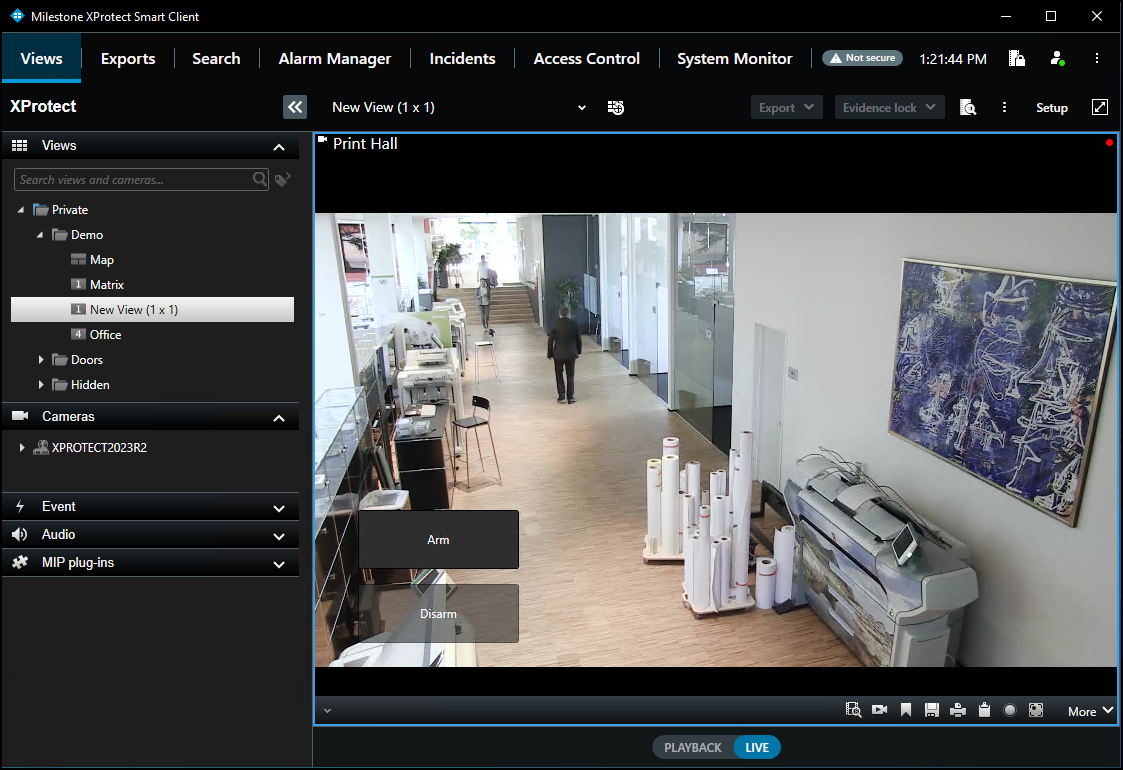 Milestone XProtect Smart Client
Views Exports Search Alarm Manager Incidents Access Control System Monitor Not secure 1:21:44 PM
XProtect New View (1 x 1) Export Evidence lock Setup
Views
Search views and cameras...
Private
Demo
Map
1 Matrix
1 New View (1 x 1)
4 Office
Doors
Hidden
Cameras
XPROTECT2023R2
Event
Audio
MIP plug-ins
Print Hall
Arm
Disarm
More
PLAYBACK LIVE